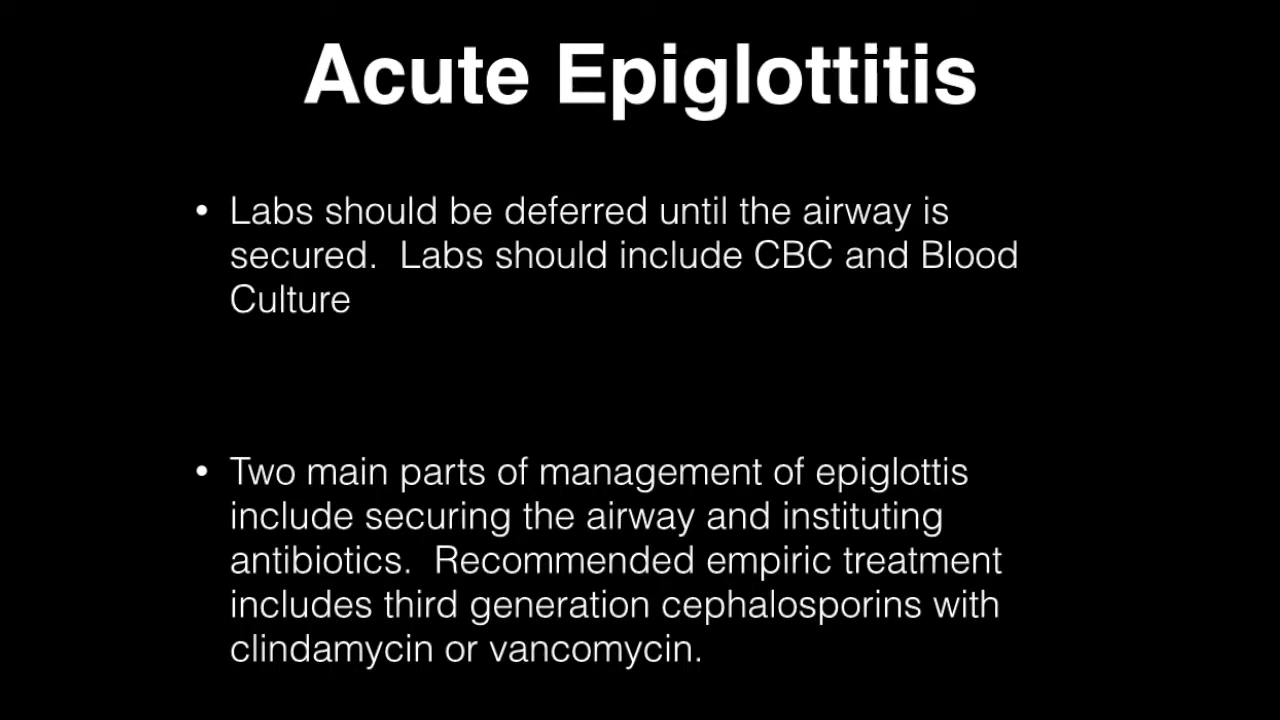 Acute Epiglottitis
• Labs should be deferred until the airway is
secured.  Labs should include CBC and Blood
Culture
• Two main parts of management of epiglottis
include securing the airway and instituting
antibiotics.  Recommended empiric treatment
includes third generation cephalosporins with
clindamycin or vancomycin.